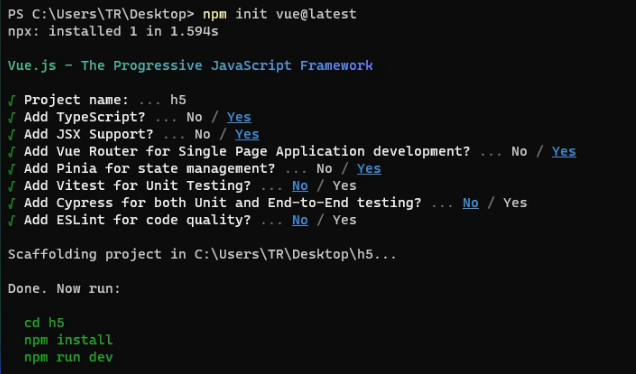 PS C:\Users\TR\Desktop> npm init vue@latest
npx: installed 1 in 1.594s
Vue.js - The Progressive JavaScript Framework
√ Project name: ... h5
√ Add TypeScript? ... No / Yes
√ Add JSX Support? ... No / Yes
√ Add Vue Router for Single Page Application development? ... No / Yes
√ Add Pinia for state management? ... No / Yes
√ Add Vitest for Unit Testing? ... No / Yes
√ Add Cypress for both Unit and End-to-End testing? ... No / Yes
√ Add ESLint for code quality? ... No / Yes
Scaffolding project in C:\Users\TR\Desktop\h5...
Done. Now run:
cd h5
npm install
npm run dev